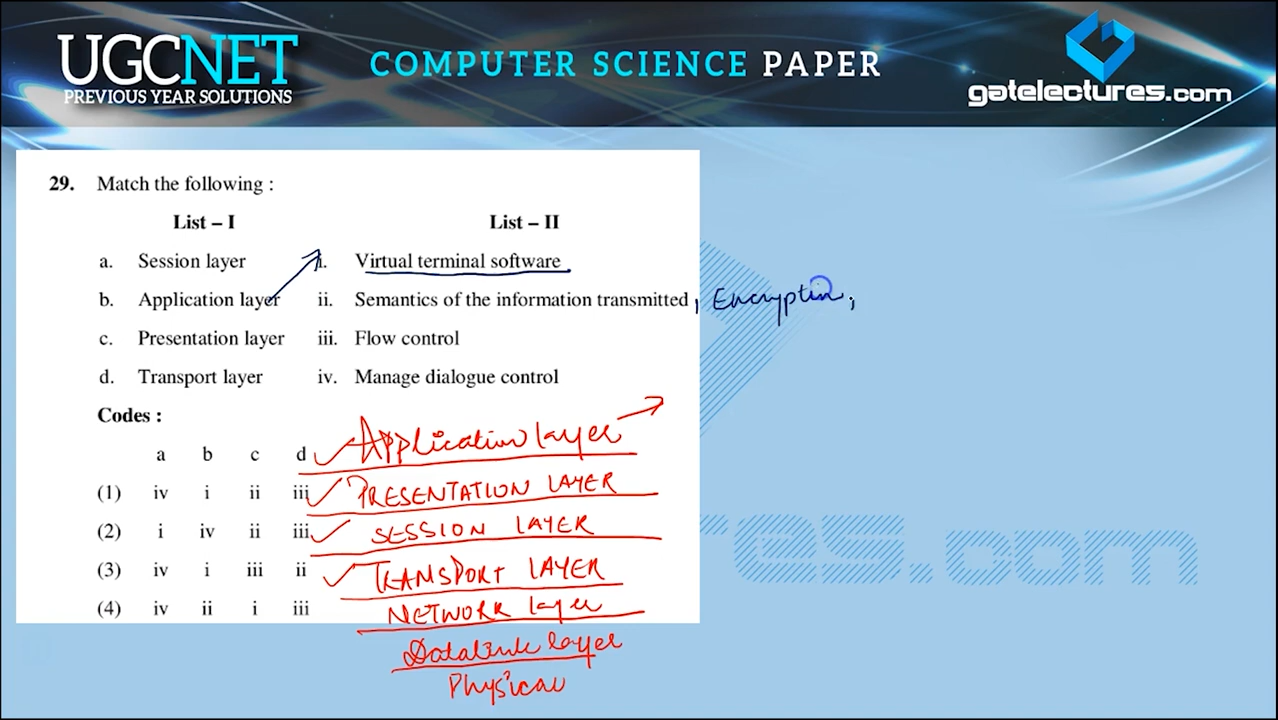 UGCNET
PREVIOUS YEAR SOLUTIONS
COMPUTER SCIENCE PAPER
gatelectures.com
29. Match the following :
List – I List – II
a. Session layer i. Virtual terminal software
b. Application layer ii. Semantics of the information transmitted , Encryption,
c. Presentation layer iii. Flow control
d. Transport layer iv. Manage dialogue control
Codes :
a b c d
Application layer
(1) iv i ii iii
PRESENTATION LAYER
(2) i iv ii iii
SESSION LAYER
(3) iv i iii ii
TRANSPORT LAYER
(4) iv ii i iii
NETWORK layer
Datalink layer
Physical